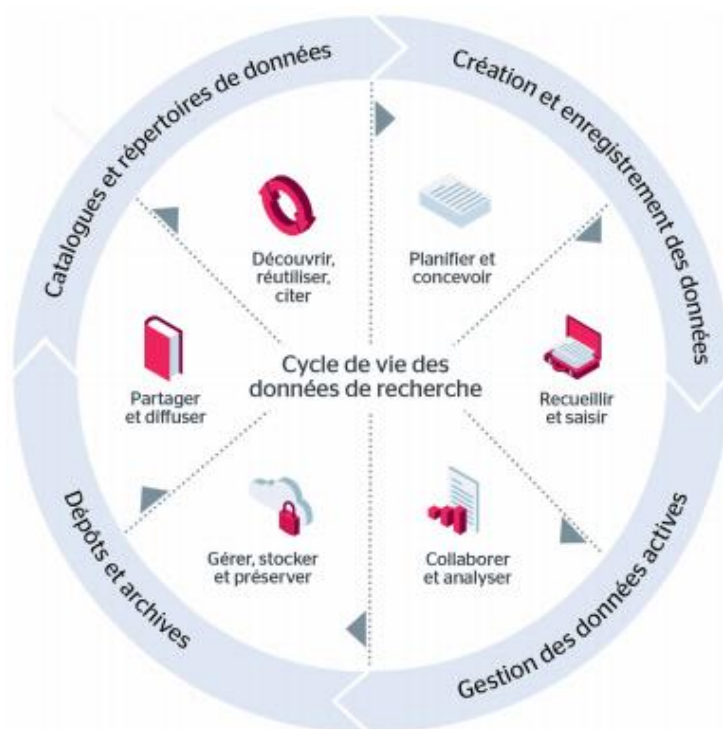 Catalogues et répertoires de données
Création et enregistrement des données
Découvrir,
réutiliser,
citer
Planifier et
concevoir
Cycle de vie des
données de recherche
Partager
et diffuser
Recueillir
et saisir
Gérer, stocker
et préserver
Collaborer
et analyser
Dépôts et archives
Gestion des données actives